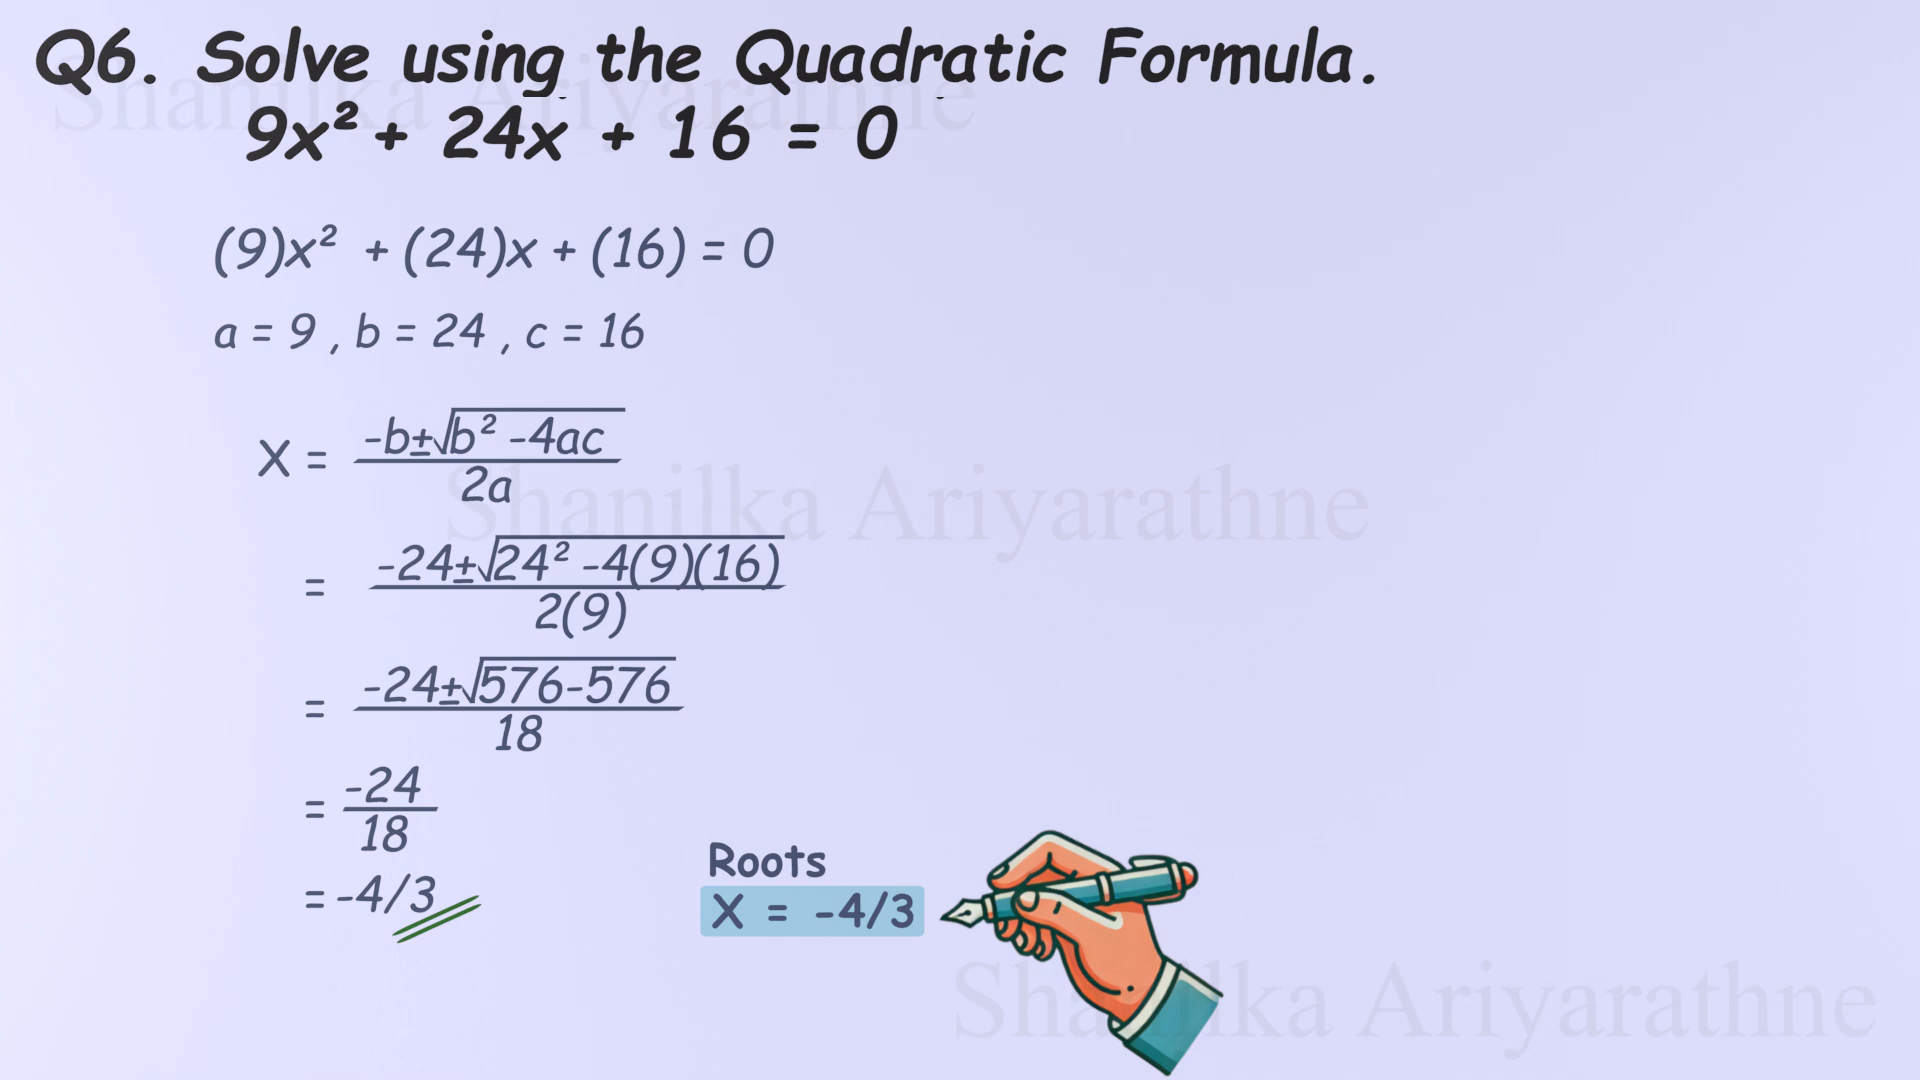 Q6. Solve using the Quadratic Formula.
9x² + 24x + 16 = 0
(9)x² + (24)x + (16) = 0
a = 9 , b = 24 , c = 16
X = -b±√b² -4ac
2a
= -24±√24² -4(9)(16)
2(9)
= -24±√576-576
18
= -24
18
= -4/3
Roots
X = -4/3
Shanilka Ariyarathne
Shanilka Ariyarathne
Shanilka Ariyarathne